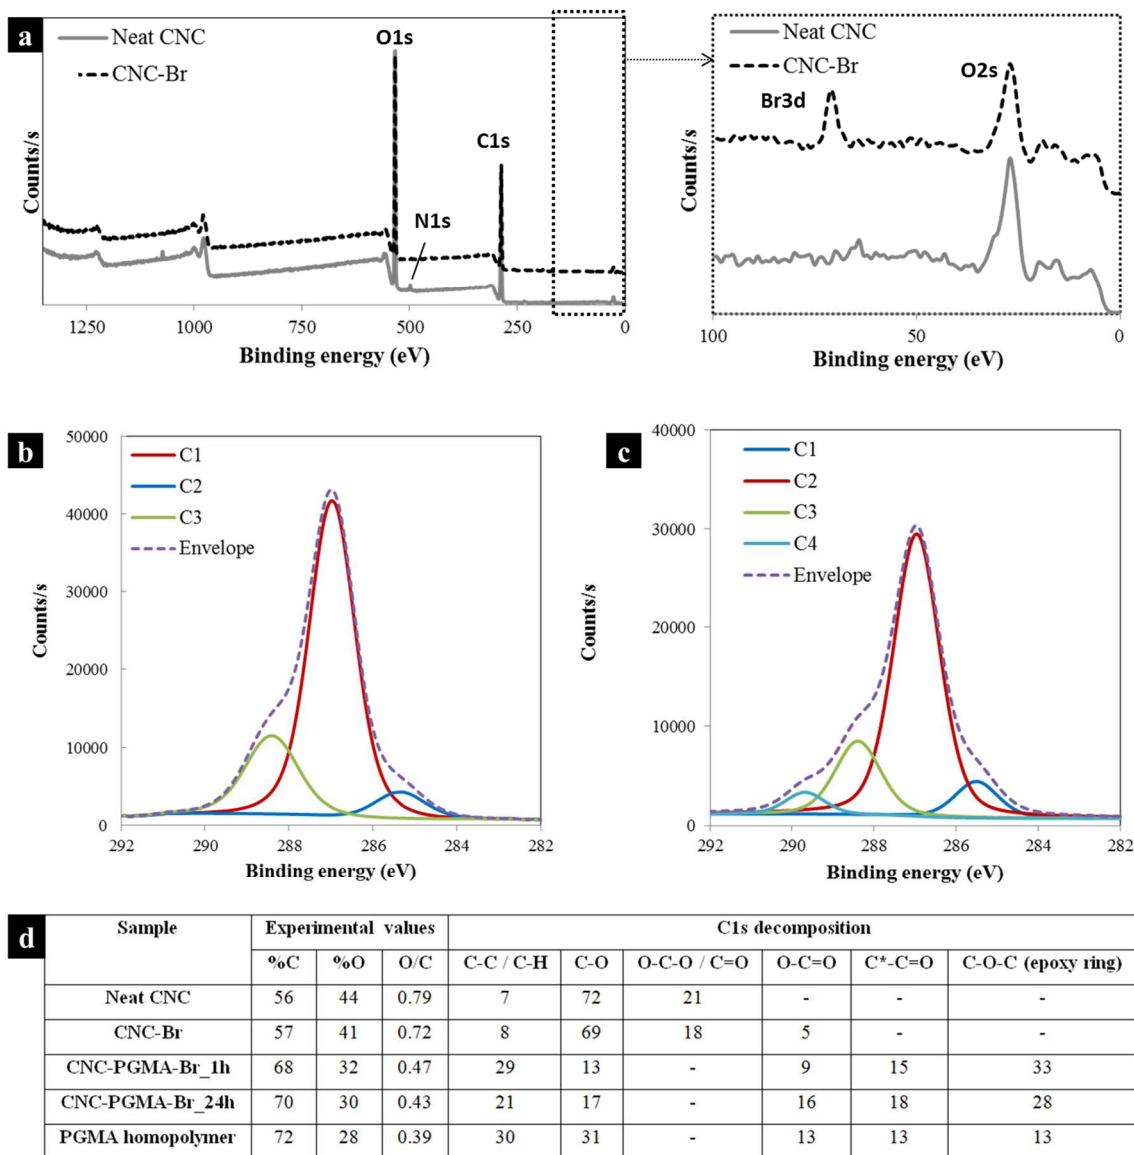 a
Neat CNC
CNC-Br
O1s
C1s
N1s
Counts/s
1250 1000 750 500 250 0
Binding energy (eV)
Neat CNC
CNC-Br
Br3d
O2s
Counts/s
100 50 0
Binding energy (eV)
b
50000
40000
30000
20000
10000
0
C1
C2
C3
Envelope
Counts/s
292 290 288 286 284 282
Binding energy (eV)
c
40000
30000
20000
10000
0
C1
C2
C3
C4
Envelope
Counts/s
292 290 288 286 284 282
Binding energy (eV)
d
Sample Experimental values C1s decomposition
%C %O O/C C-C / C-H C-O O-C-O / C=O O-C=O C*-C=O C-O-C (epoxy ring)
Neat CNC 56 44 0.79 7 72 21 - - -
CNC-Br 57 41 0.72 8 69 18 5 - -
CNC-PGMA-Br_1h 68 32 0.47 29 13 - 9 15 33
CNC-PGMA-Br_24h 70 30 0.43 21 17 - 16 18 28
PGMA homopolymer 72 28 0.39 30 31 - 13 13 13